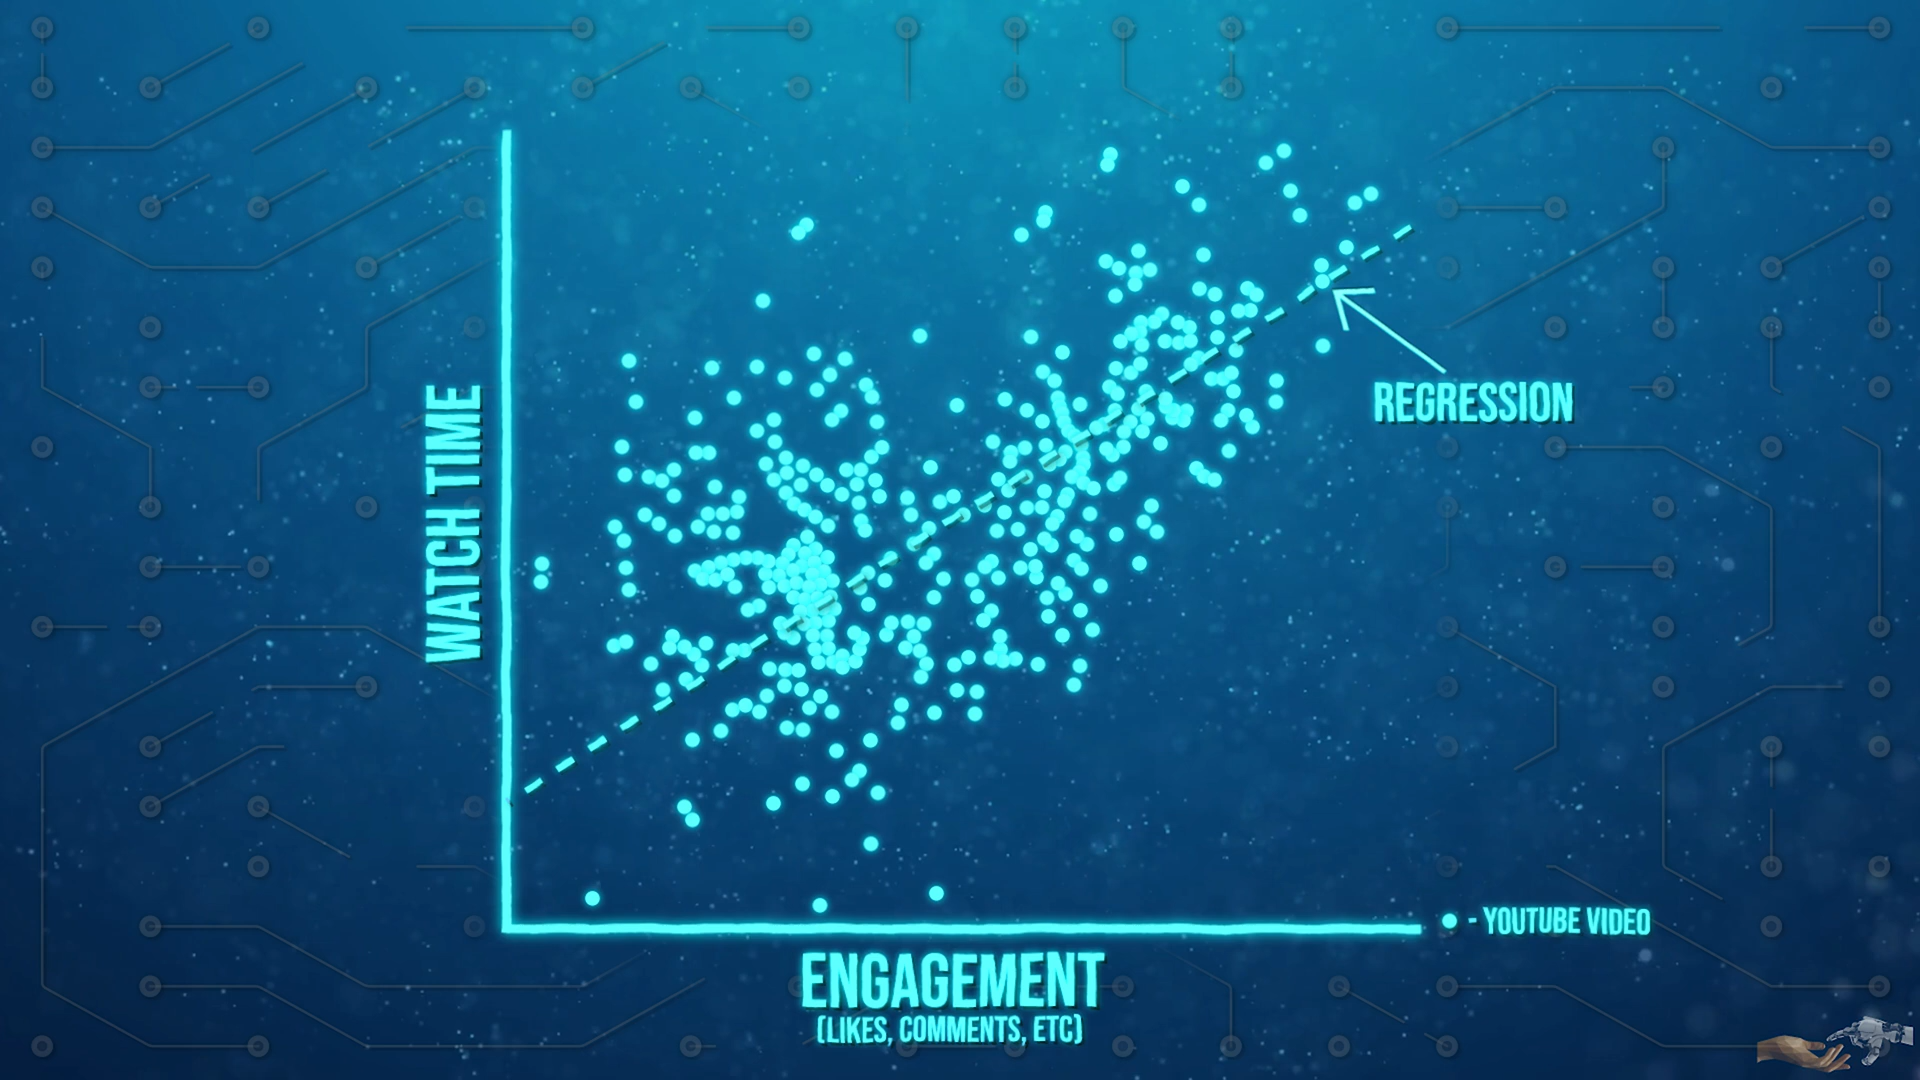 WATCH TIME
REGRESSION
- YOUTUBE VIDEO
ENGAGEMENT
(LIKES, COMMENTS, ETC)